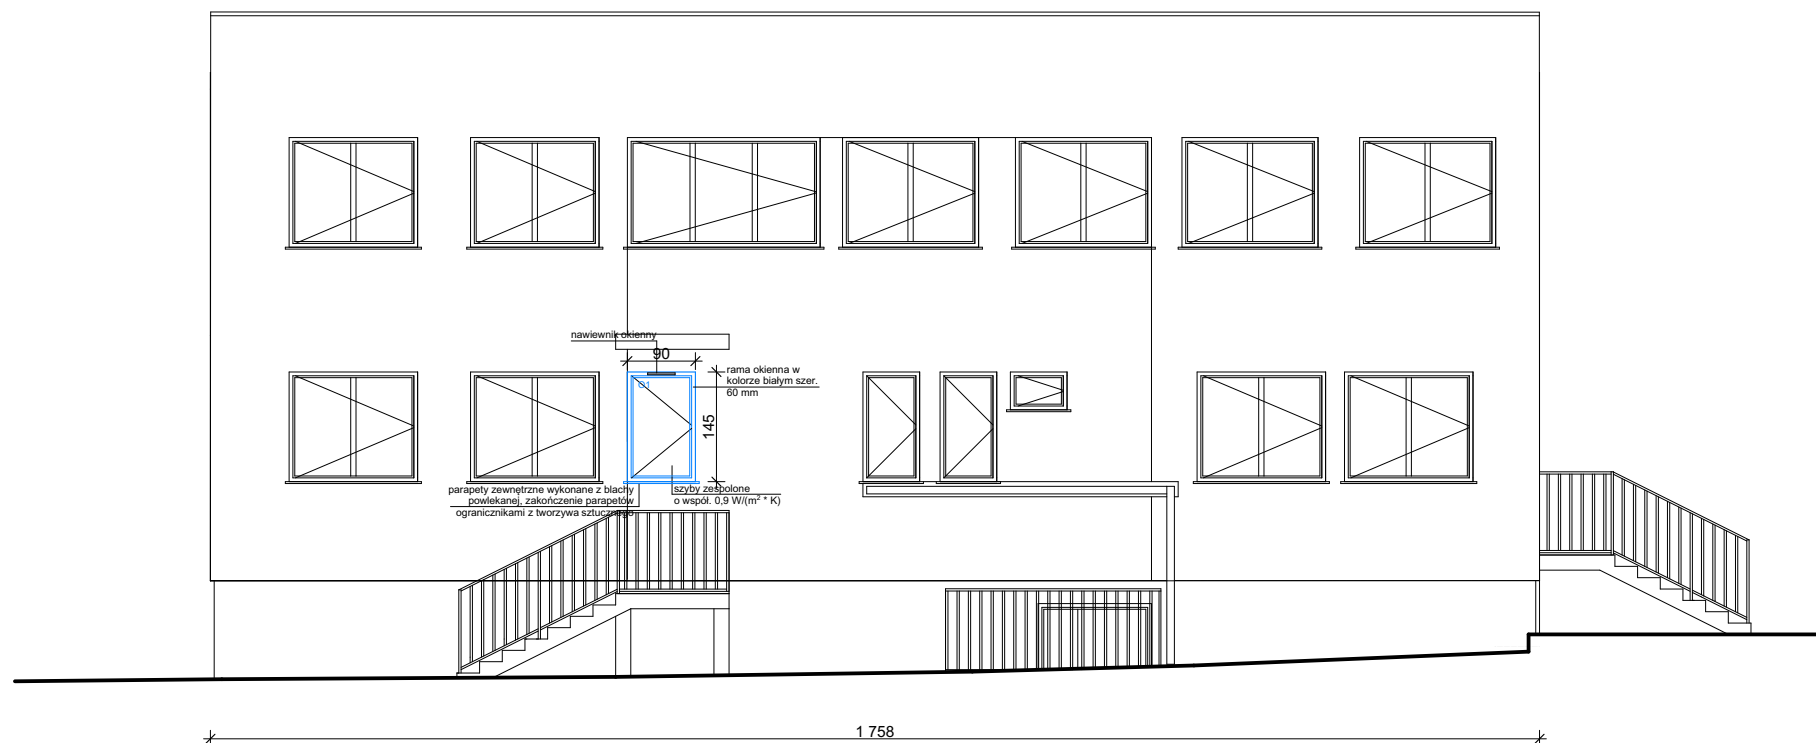 nawiewnik okienny
90
O1
rama okienna w
kolorze białym szer.
60 mm
145
parapety zewnętrzne wykonane z blachy
powlekanej, zakończenie parapetów
ogranicznikami z tworzywa sztucznego
szyby zespolone
o współ. 0,9 W/(m² * K)
1 758